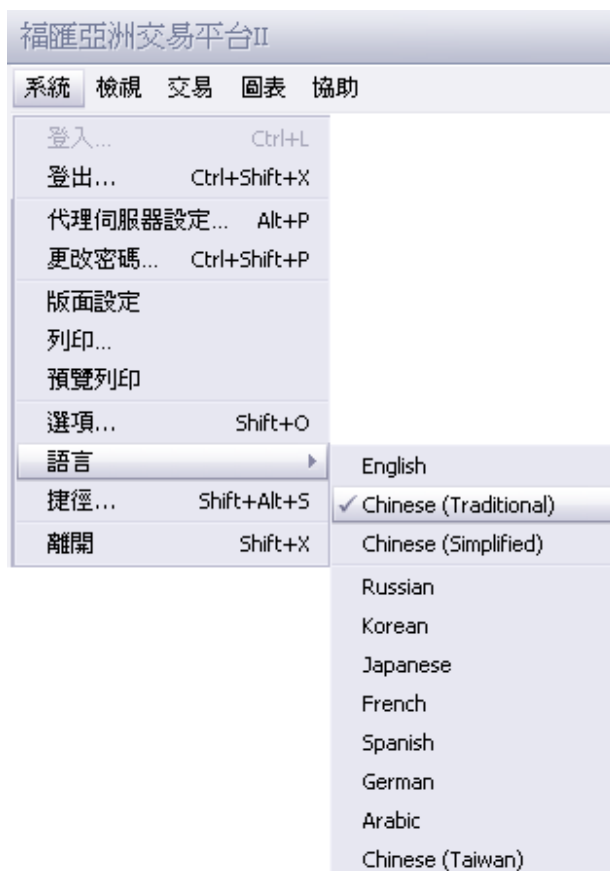 福匯亞洲交易平台II
系統 檢視 交易 圖表 協助
登入... Ctrl+L
登出... Ctrl+Shift+X
代理伺服器設定... Alt+P
更改密碼... Ctrl+Shift+P
版面設定
列印...
預覽列印
選項... Shift+O
語言
捷徑... Shift+Alt+S
離開 Shift+X
English
Chinese (Traditional)
Chinese (Simplified)
Russian
Korean
Japanese
French
Spanish
German
Arabic
Chinese (Taiwan)